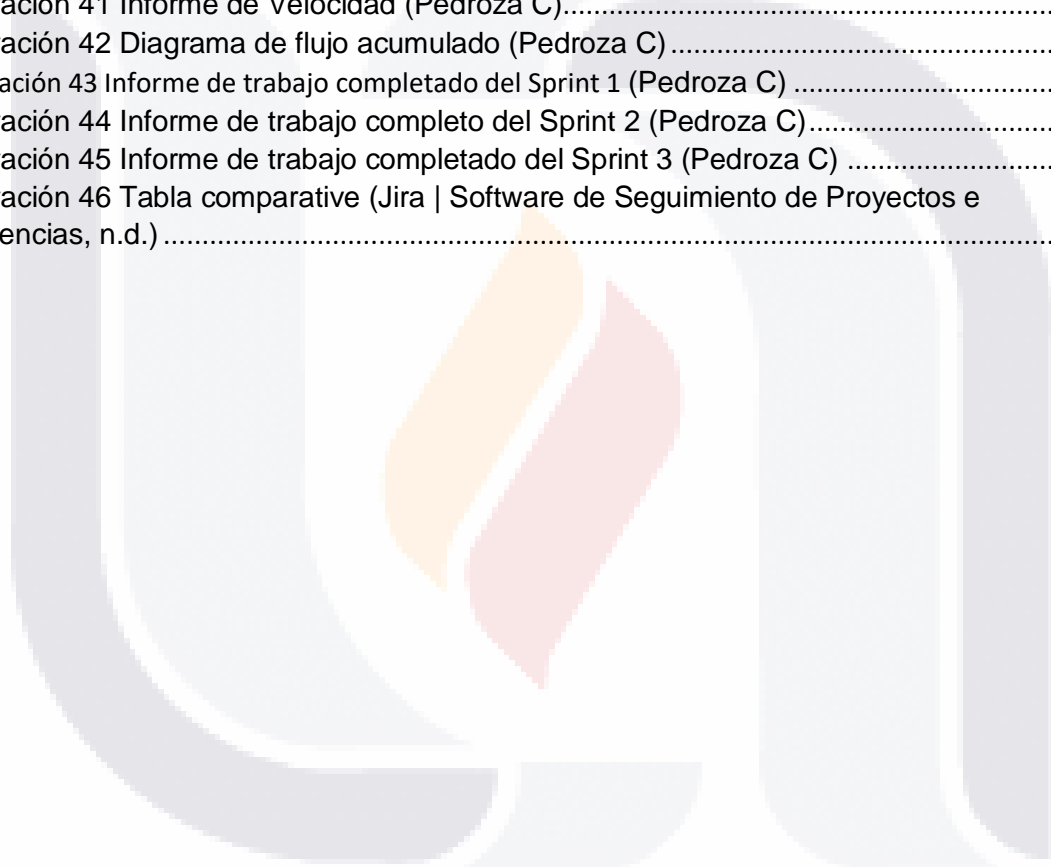 ación 41 Informe de Velocidad (Pedroza C)....................................................................
ación 42 Diagrama de flujo acumulado (Pedroza C)....................................................
ación 43 Informe de trabajo completado del Sprint 1 (Pedroza C) ....................................
ación 44 Informe de trabajo completo del Sprint 2 (Pedroza C)...................................
ación 45 Informe de trabajo completado del Sprint 3 (Pedroza C) .............................
ación 46 Tabla comparative (Jira | Software de Seguimiento de Proyectos e
encias, n.d.)................................................................................................................